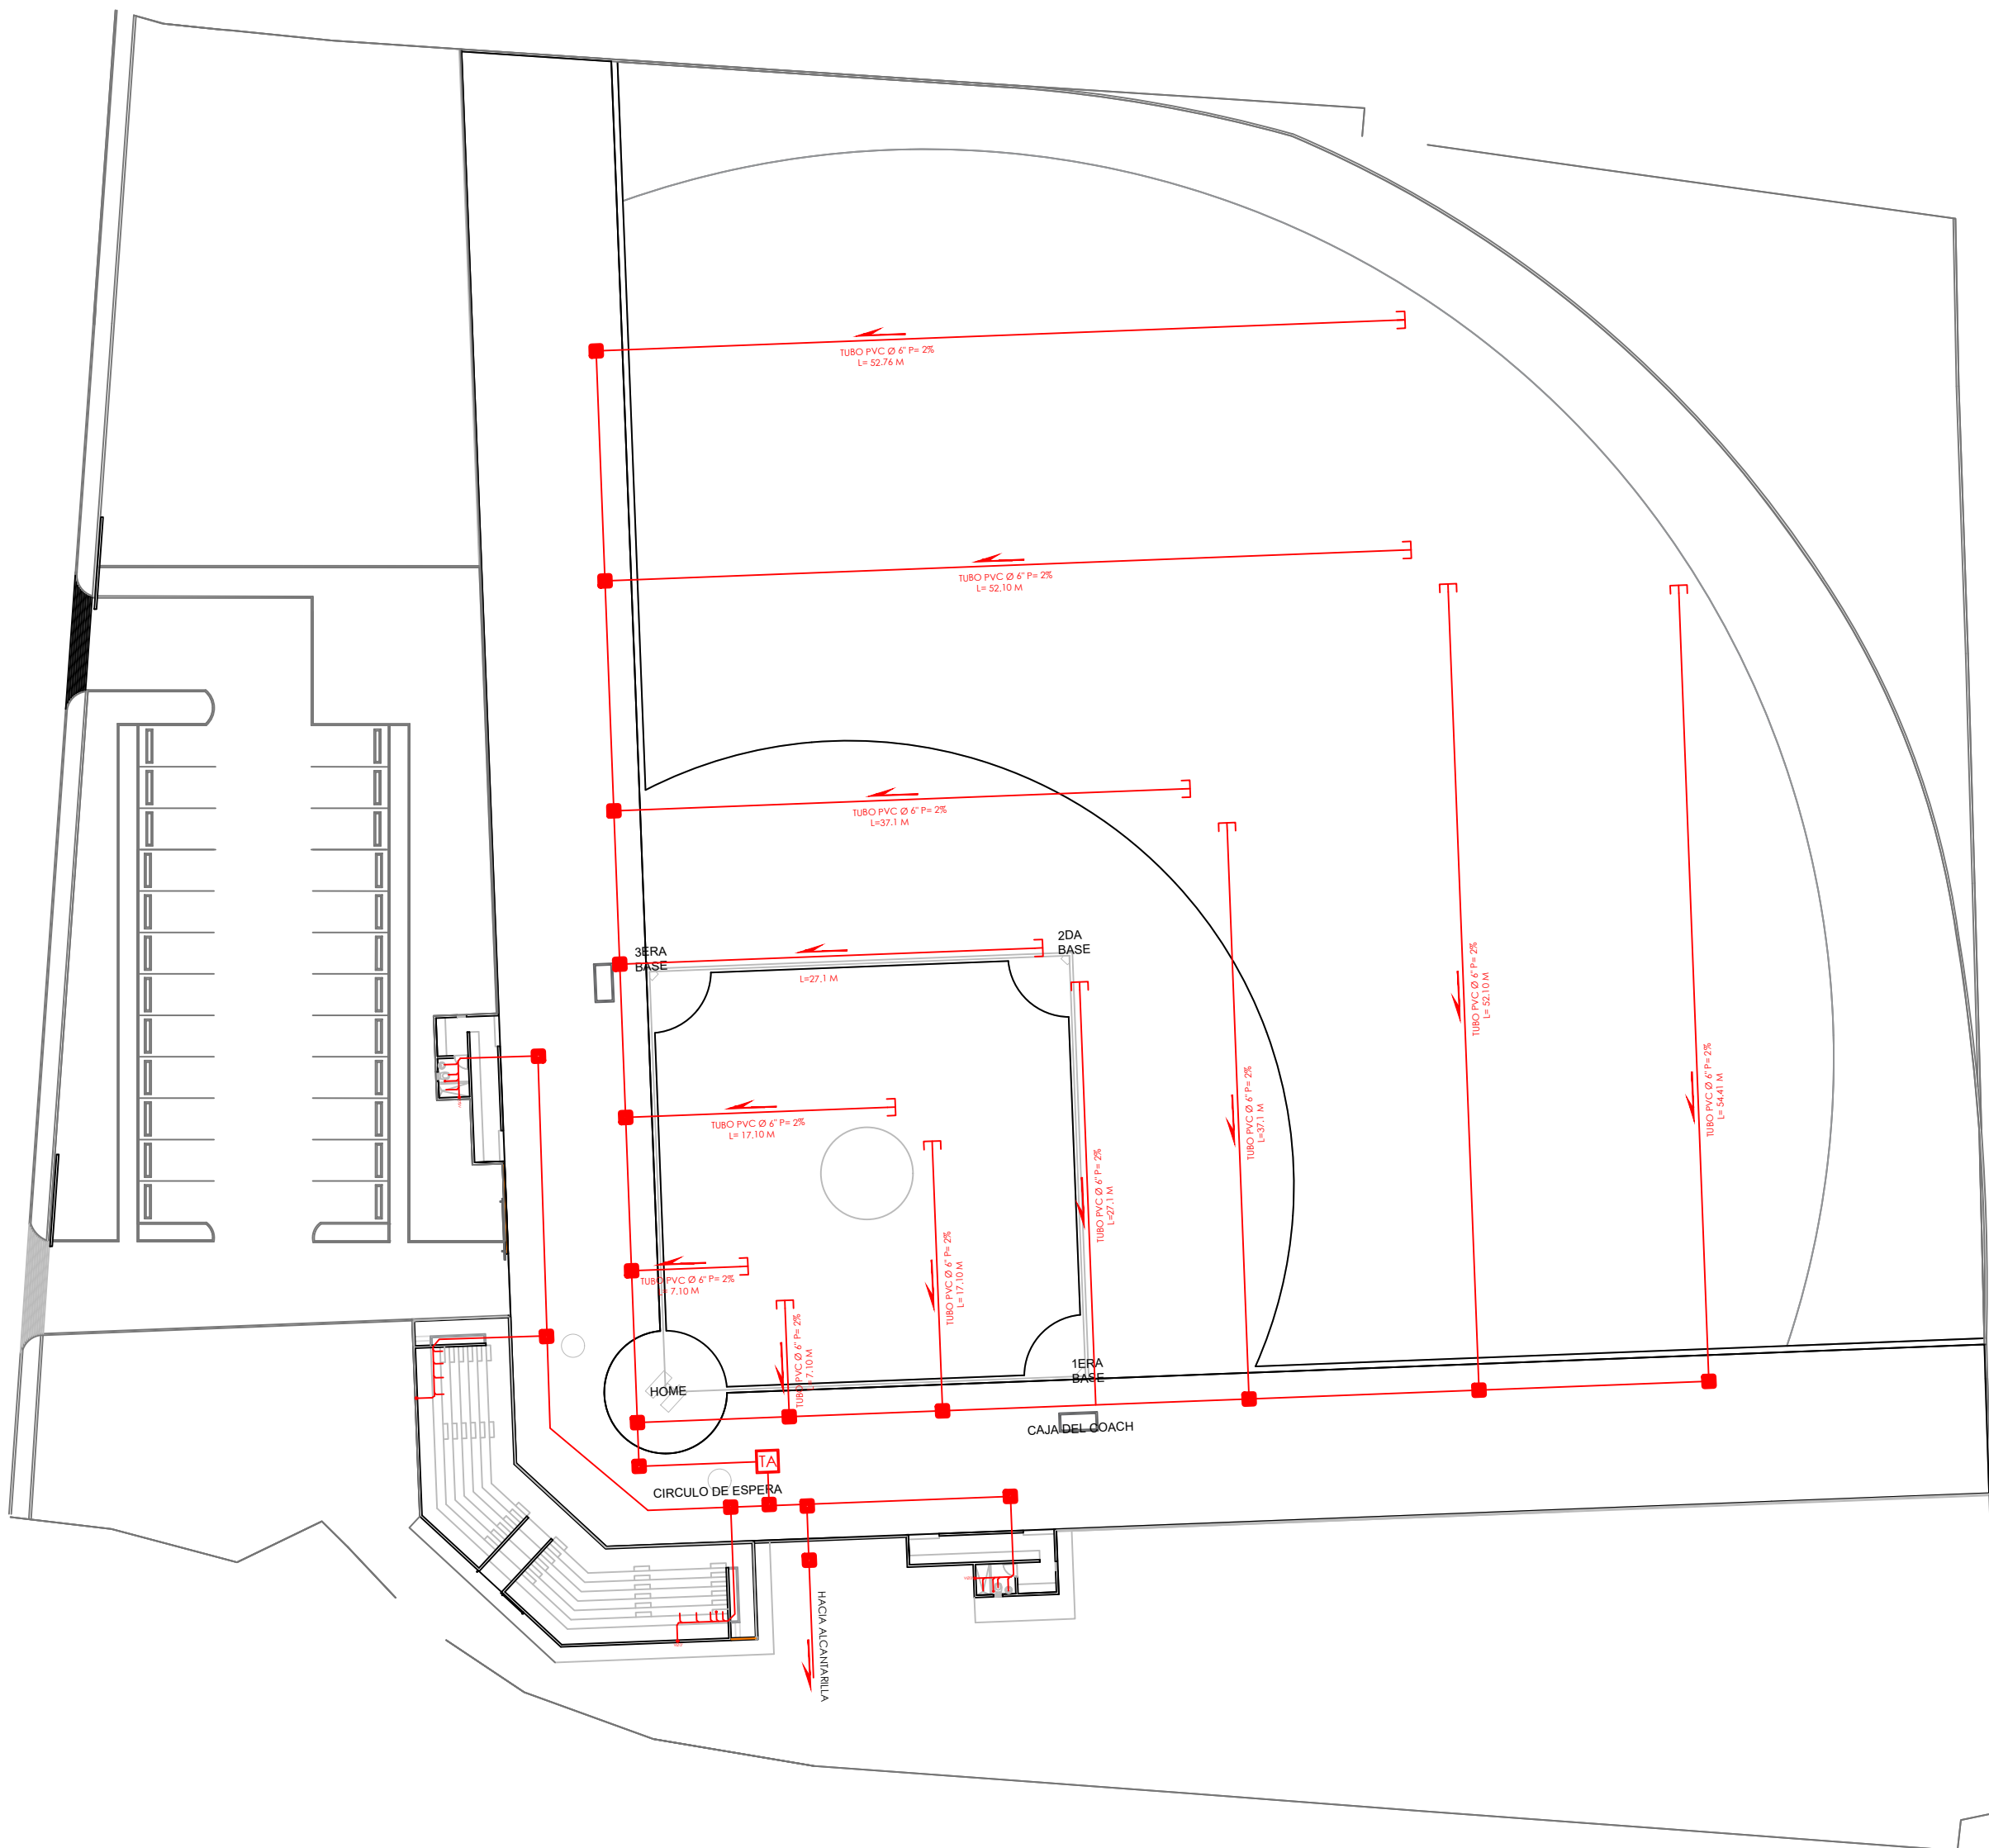 TUBO PVC Ø 6" P= 2%
L= 52.76 M
TUBO PVC Ø 6" P= 2%
L= 52.10 M
TUBO PVC Ø 6" P= 2%
L=37.1 M
3ERA
BASE
2DA
BASE
L=27.1 M
TUBO PVC Ø 6" P= 2%
L= 52.10 M
TUBO PVC Ø 6" P= 2%
L= 54.41 M
TUBO PVC Ø 6" P= 2%
L=37.1 M
TUBO PVC Ø 6" P= 2%
L= 17.10 M
TUBO PVC Ø 6" P= 2%
L=27.1 M
TUBO PVC Ø 6" P= 2%
L= 17.10 M
TUBO PVC Ø 6" P= 2%
L= 7.10 M
TUBO PVC Ø 6" P= 2%
L= 7.10 M
HOME
1ERA
BASE
CAJA DEL COACH
TA
CIRCULO DE ESPERA
HACIA ALCANTARILLA